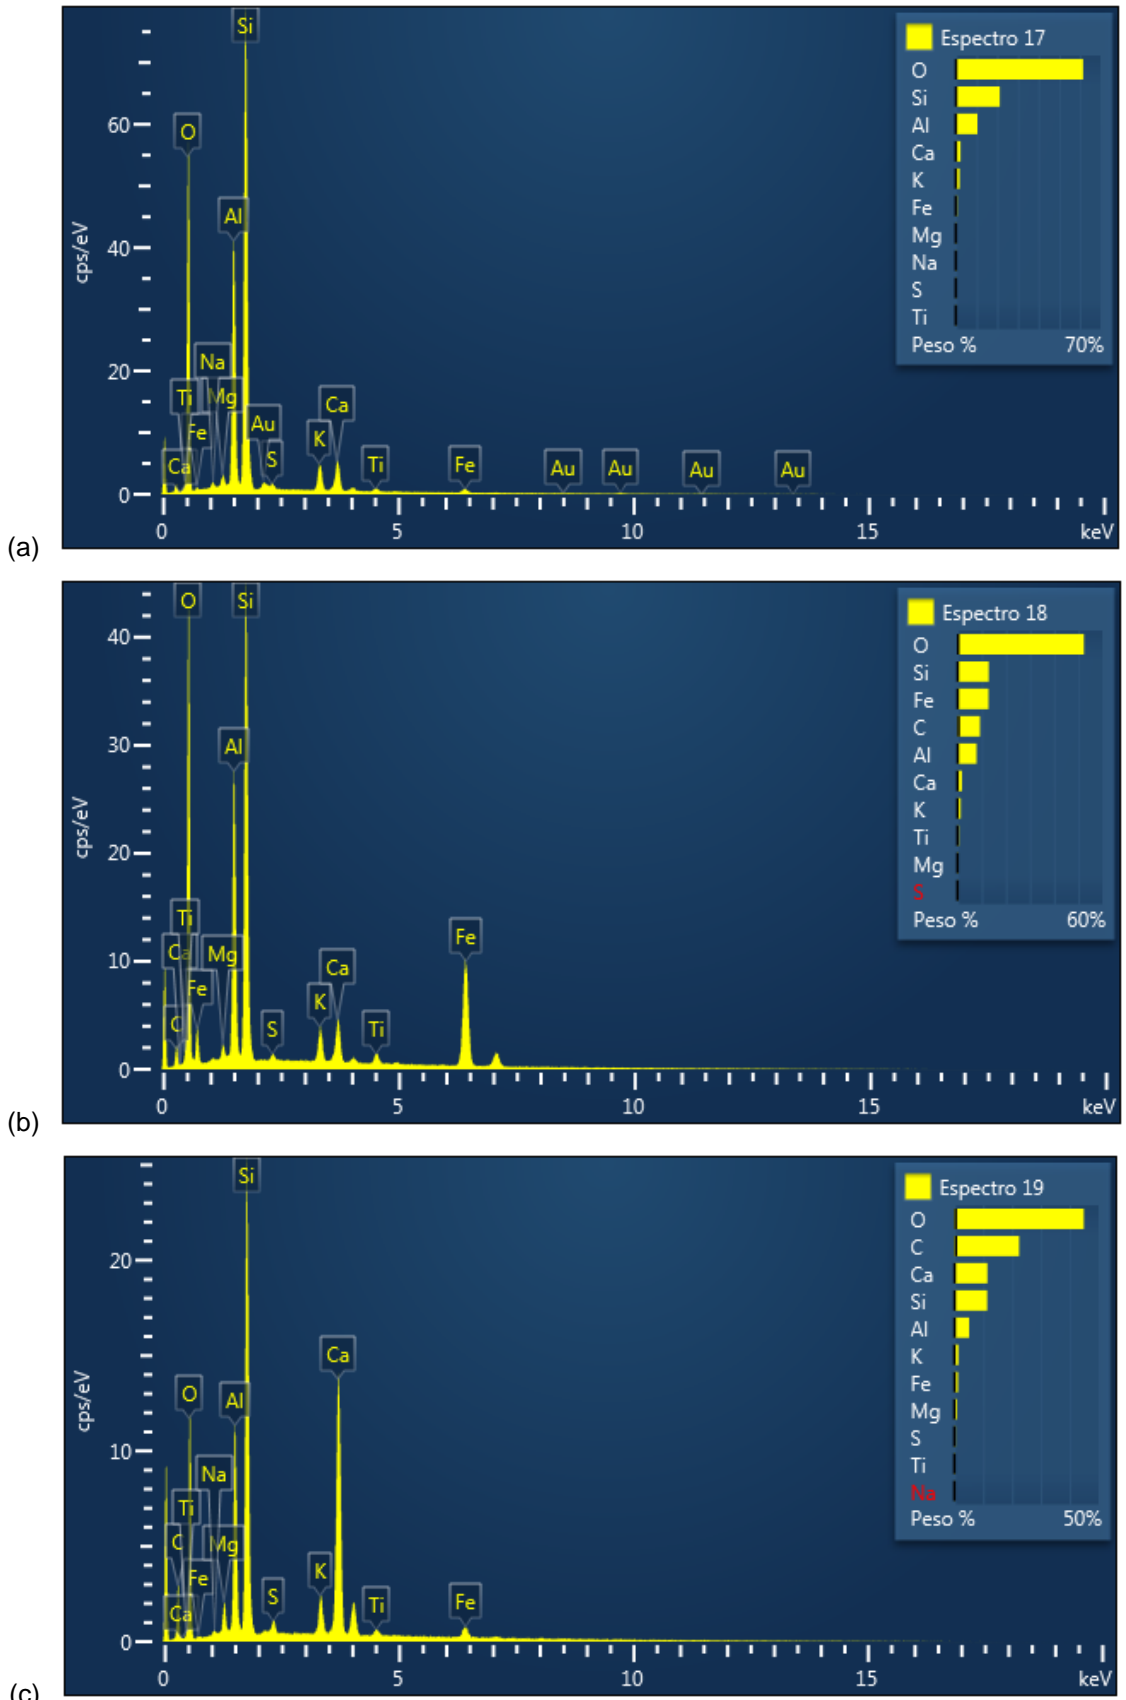 Si
Espectro 17
O
Si
60
O
Al
Ca
K
Al
Fe
cps/eV
40
Mg
Na
S
Ti
Na
Peso % 70%
20
Ti
Mg
Ca
Fe
Au
K
Ca
S
Ti
Fe
Au
Au
Au
Au
0
0 5 10 15 keV
(a)
O
Si
Espectro 18
40
O
Si
Fe
C
30
Al
Al
Ca
cps/eV
K
20
Ti
Mg
S
Ti
Peso % 60%
Ca
Mg
Fe
10
Fe
Ca
C
S
K
Ti
0
0 5 10 15 keV
(b)
Si
Espectro 19
O
20
C
Ca
Si
Ca
Al
O
Al
K
cps/eV
Fe
10
Mg
Na
S
Ti
Ti
Na
C
Mg
Peso % 50%
Fe
K
Ca
S
Ti
Fe
0
0 5 10 15 keV
(c)